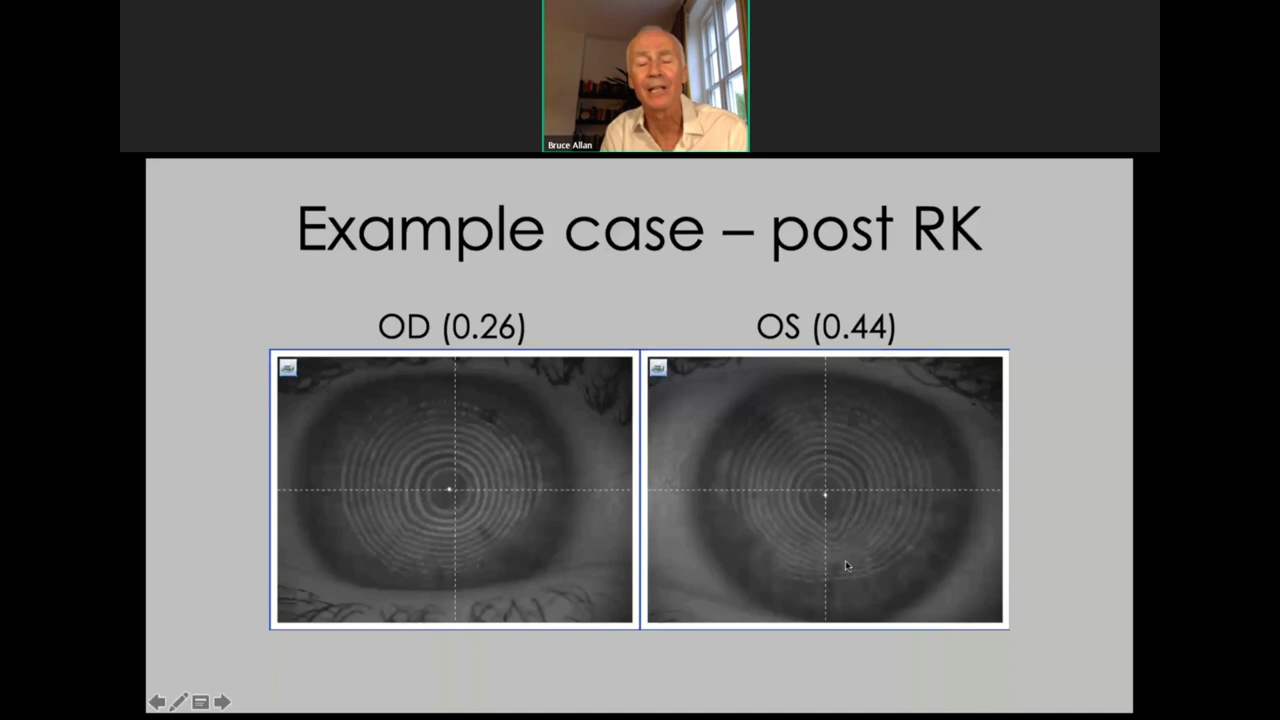 Bruce Allan
Example case – post RK
OD (0.26)
OS (0.44)